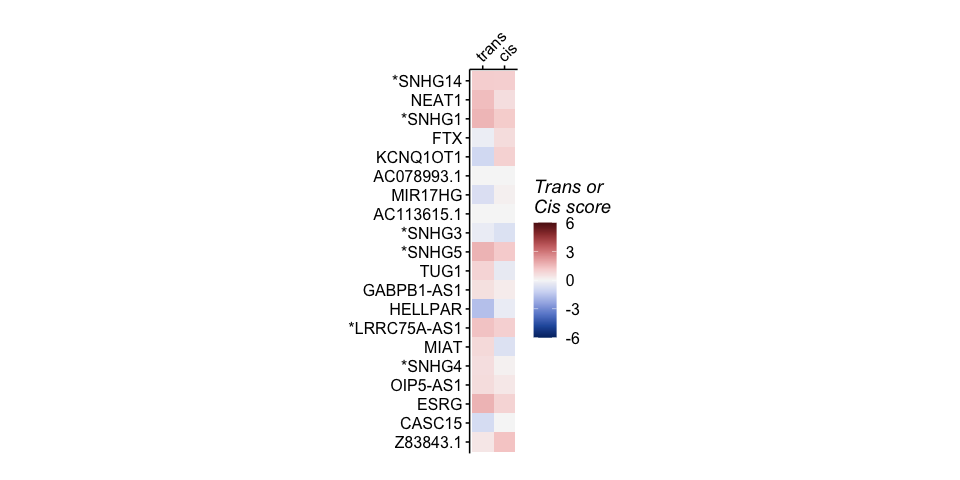 trans
cis
*SNHG14
NEAT1
*SNHG1
FTX
KCNQ1OT1
AC078993.1
MIR17HG
AC113615.1
*SNHG3
*SNHG5
TUG1
GABPB1-AS1
HELLPAR
*LRRC75A-AS1
MIAT
*SNHG4
OIP5-AS1
ESRG
CASC15
Z83843.1
Trans or
Cis score
6
3
0
-3
-6